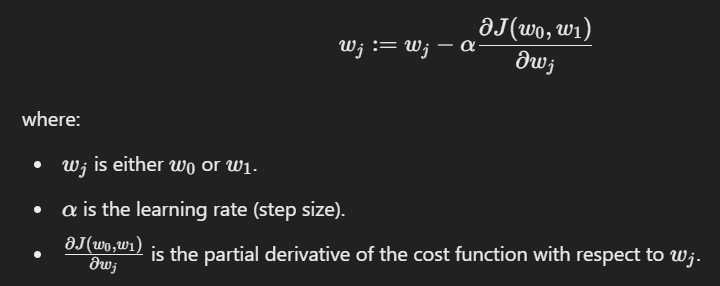 w_j := w_j − α ∂J(w_0, w_1)/∂w_j
where:
• w_j is either w_0 or w_1.
• α is the learning rate (step size).
• ∂J(w_0,w_1)/∂w_j is the partial derivative of the cost function with respect to w_j.